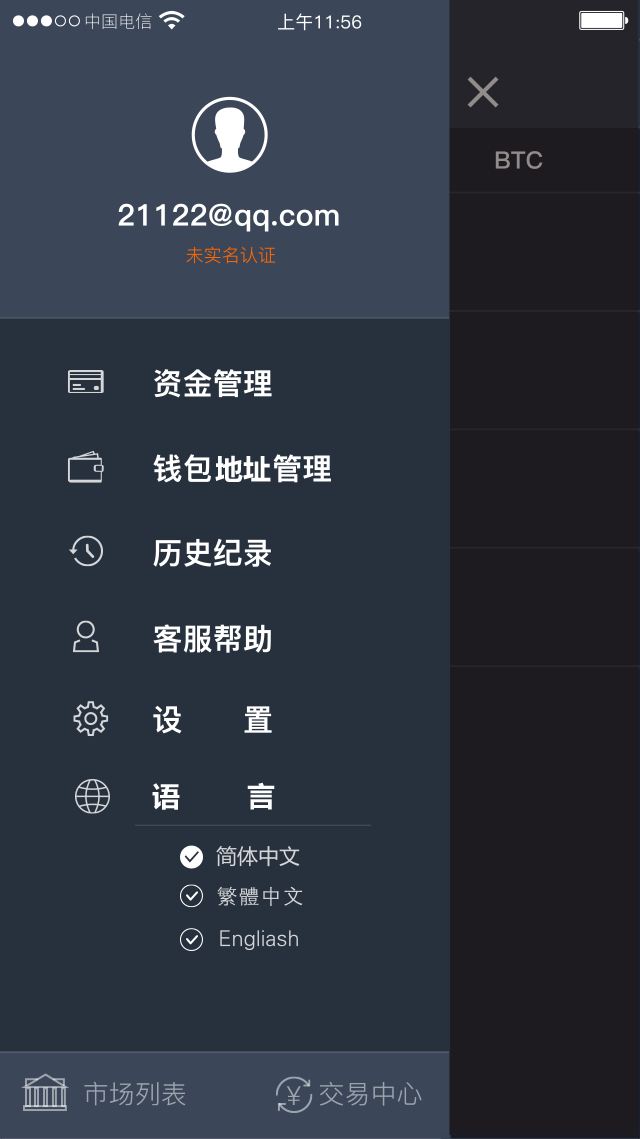 中国电信 上午11:56
BTC
21122@qq.com
未实名认证
资金管理
钱包地址管理
历史纪录
客服帮助
设 置
语 言
简体中文
繁體中文
Engliash
市场列表 交易中心